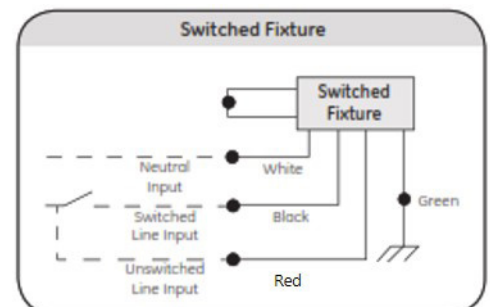 Switched Fixture
Switched
Fixture
Neutral
Input
White
Green
Switched
Line Input
Black
Unswitched
Line Input
Red